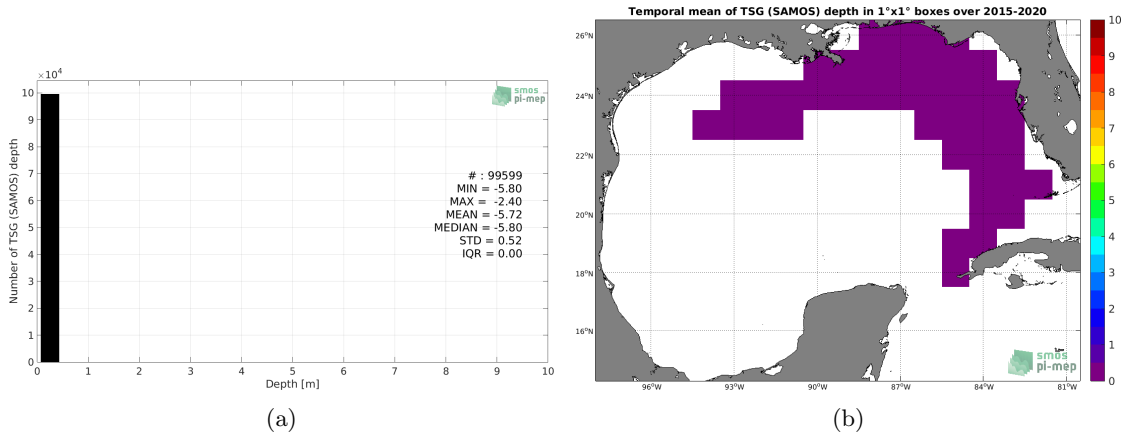 Temporal mean of TSG (SAMOS) depth in 1°x1° boxes over 2015-2020
×10⁴
10
9
8
7
6
5
4
3
2
1
0
Number of TSG (SAMOS) depth
smos
pi-mep
# : 99599
MIN = -5.80
MAX = -2.40
MEAN = -5.72
MEDIAN = -5.80
STD = 0.52
IQR = 0.00
0 1 2 3 4 5 6 7 8 9 10
Depth [m]
(a)
26°N
24°N
22°N
20°N
18°N
16°N
96°W 93°W 90°W 87°W 84°W 81°W
smos
pi-mep
10
9
8
7
6
5
4
3
2
1
0
(b)